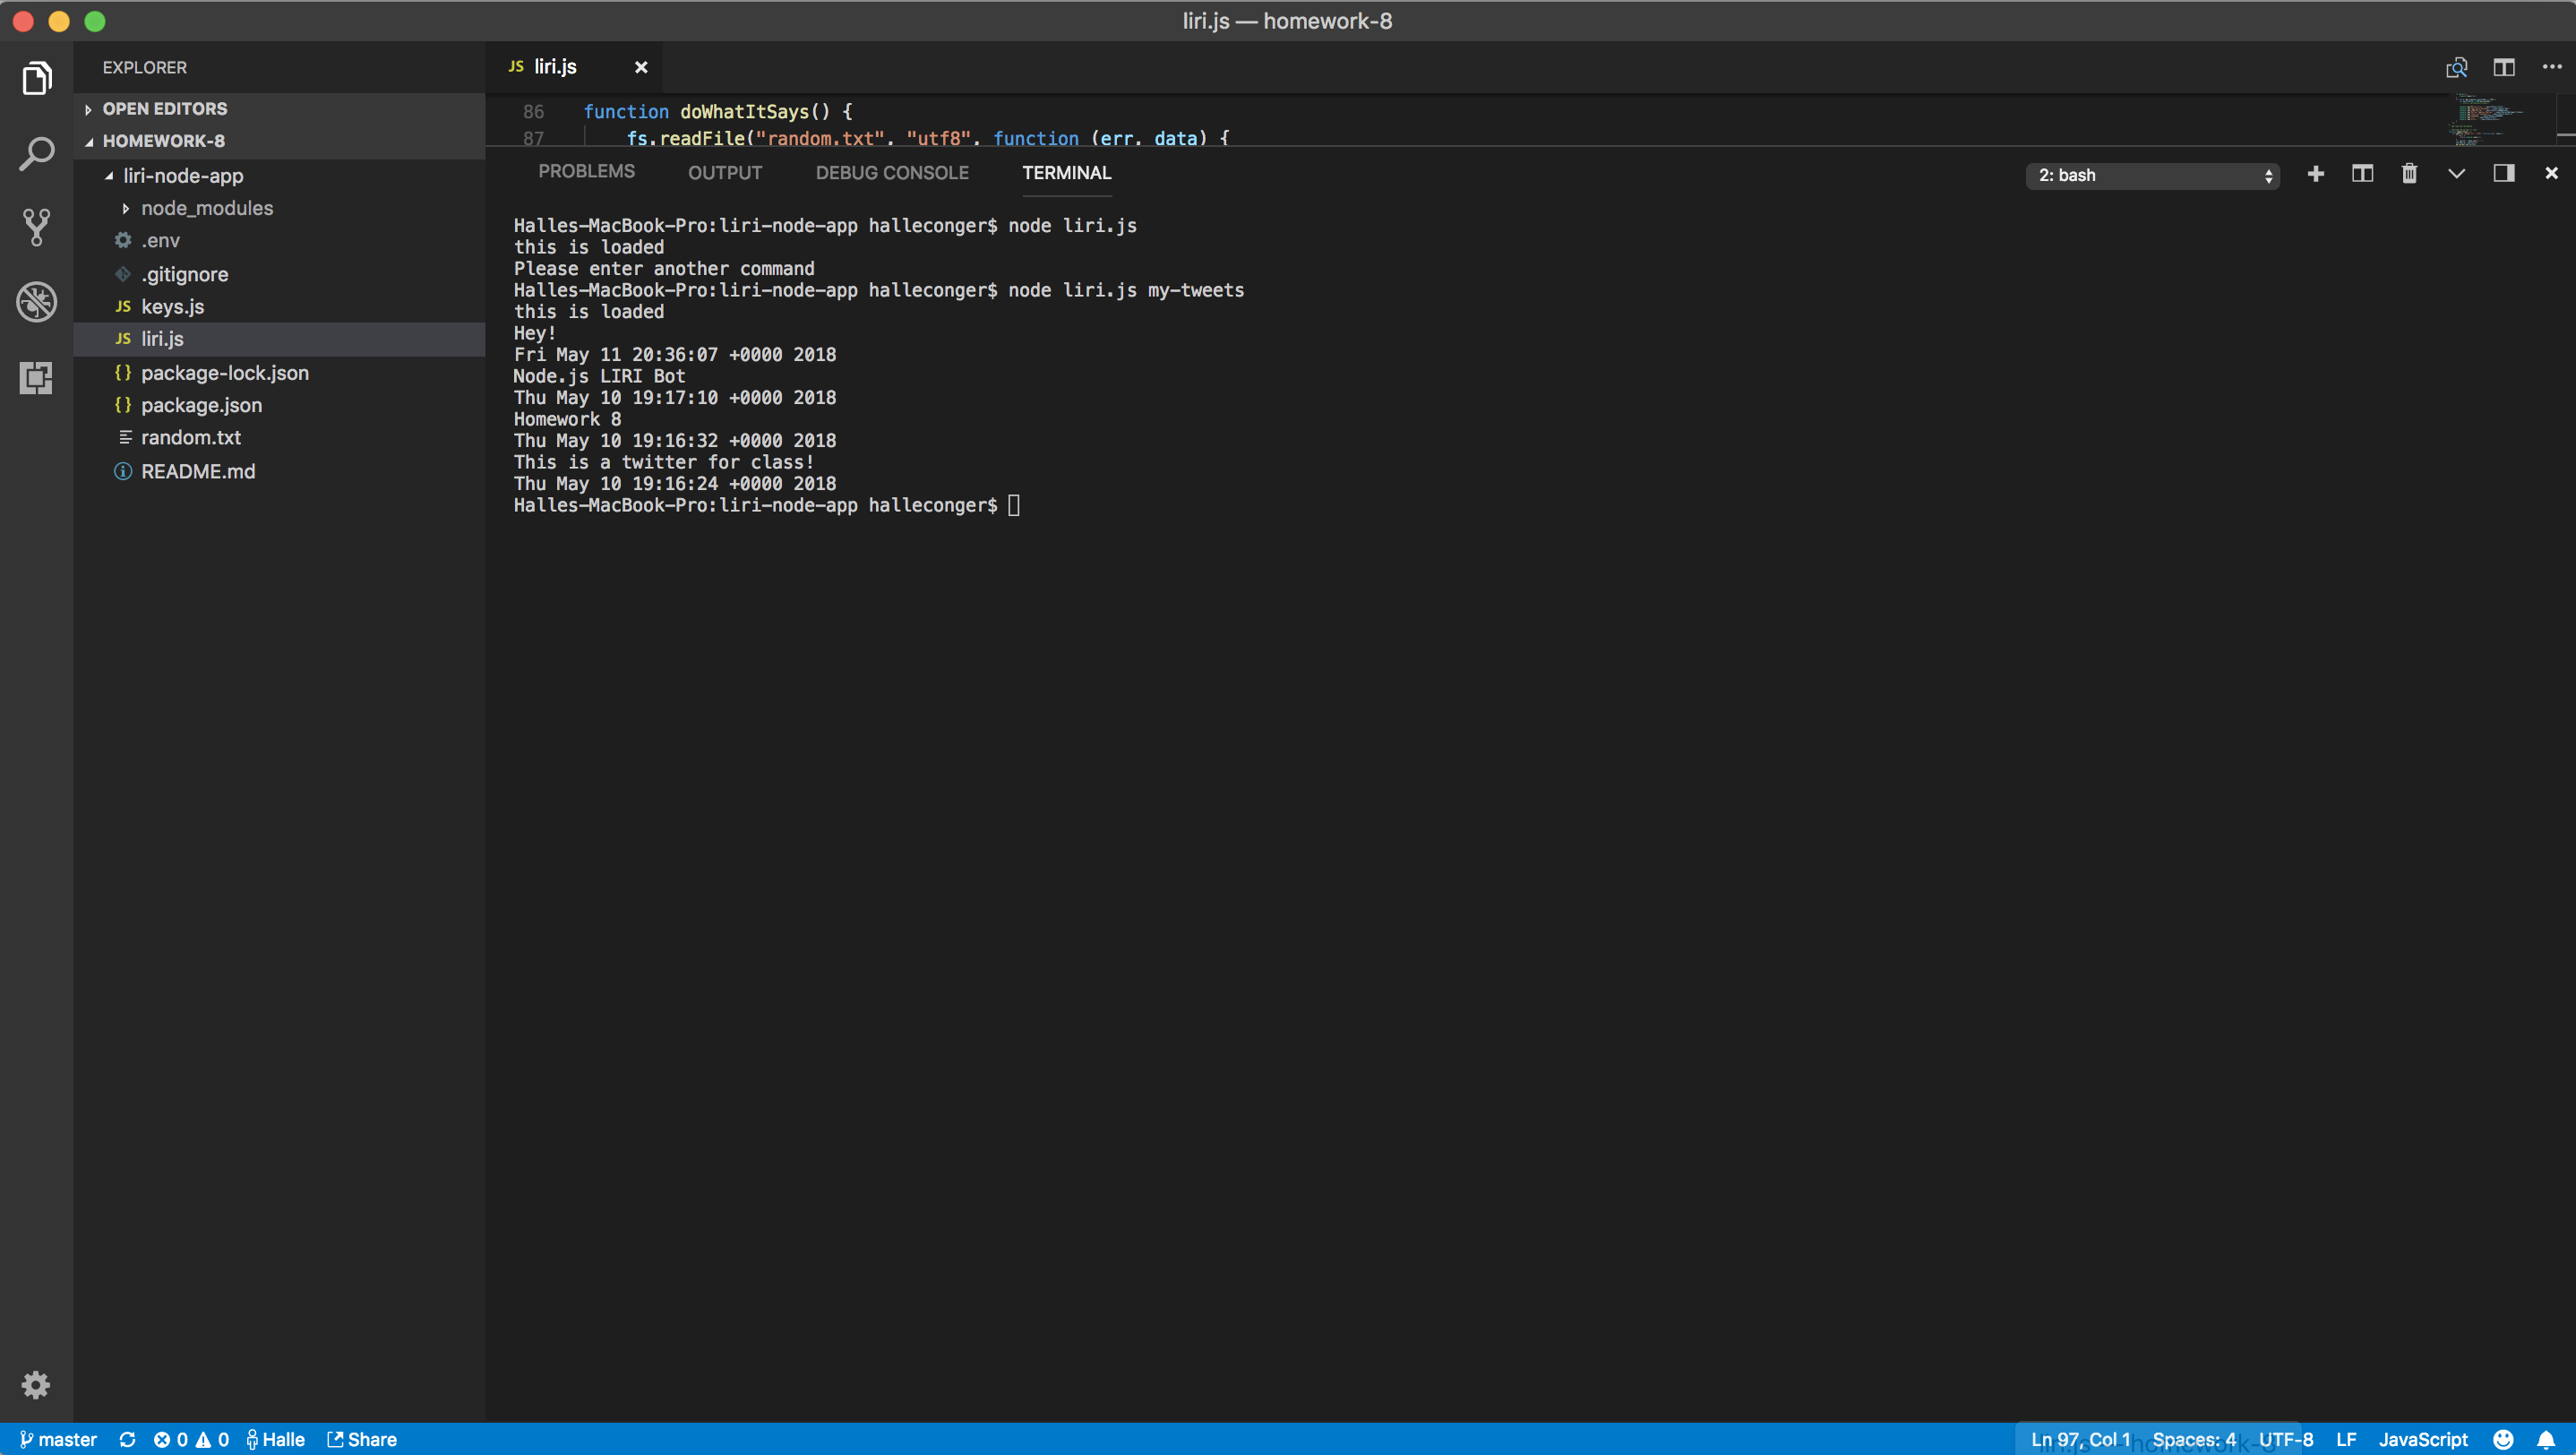 liri.js — homework-8
EXPLORER
OPEN EDITORS
HOMEWORK-8
liri-node-app
node_modules
.env
.gitignore
JS keys.js
JS liri.js
{} package-lock.json
{} package.json
random.txt
README.md
JS liri.js
86 function doWhatItSays() {
87 fs.readFile("random.txt", "utf8", function (err, data) {
PROBLEMS OUTPUT DEBUG CONSOLE TERMINAL 2: bash
Halles-MacBook-Pro:liri-node-app halleconger$ node liri.js
this is loaded
Please enter another command
Halles-MacBook-Pro:liri-node-app halleconger$ node liri.js my-tweets
this is loaded
Hey!
Fri May 11 20:36:07 +0000 2018
Node.js LIRI Bot
Thu May 10 19:17:10 +0000 2018
Homework 8
Thu May 10 19:16:32 +0000 2018
This is a twitter for class!
Thu May 10 19:16:24 +0000 2018
Halles-MacBook-Pro:liri-node-app halleconger$
master 0 0 Halle Share Ln 97, Col 1 Spaces: 4 UTF-8 LF JavaScript